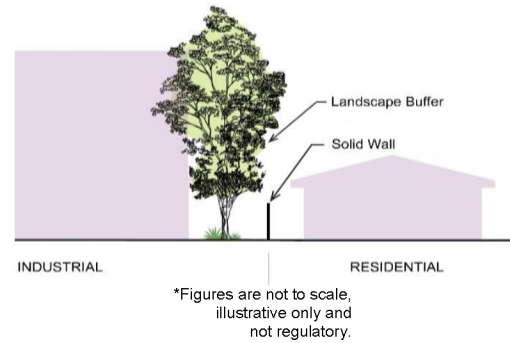 Landscape Buffer
Solid Wall
INDUSTRIAL
RESIDENTIAL
*Figures are not to scale,
illustrative only and
not regulatory.